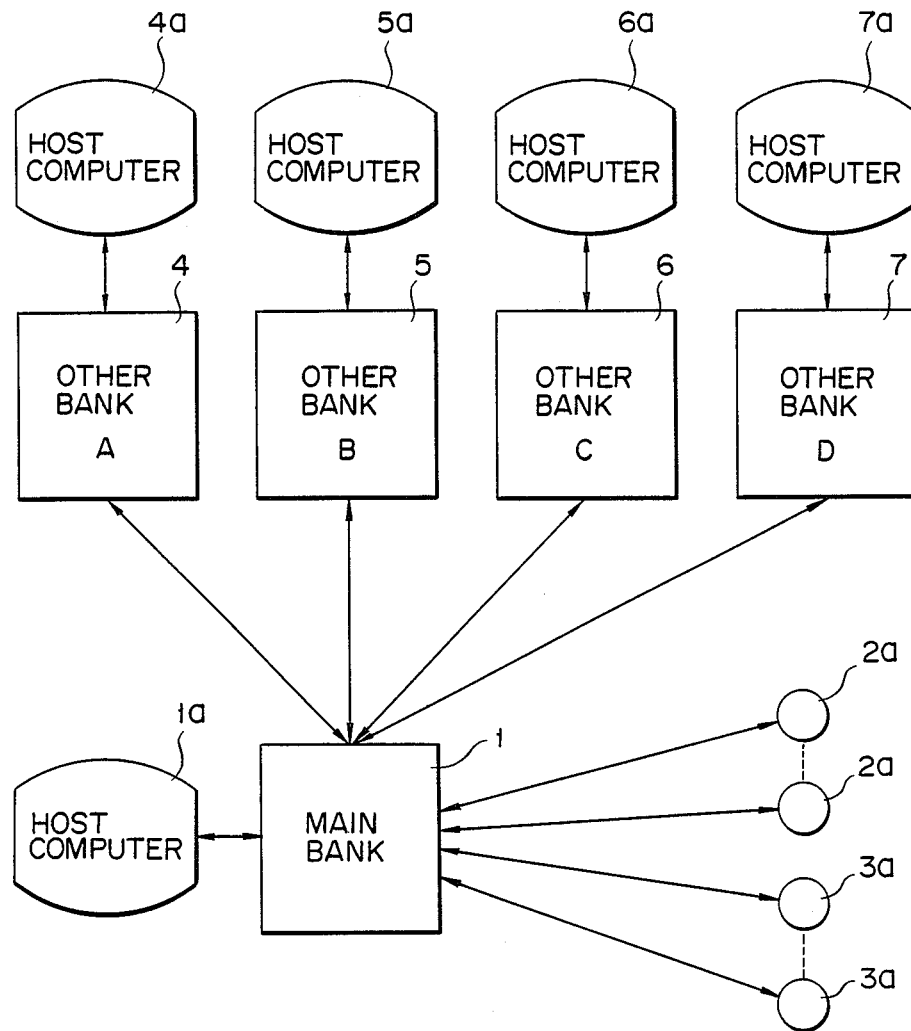 4a
5a
6a
7a
HOST
COMPUTER
HOST
COMPUTER
HOST
COMPUTER
HOST
COMPUTER
4
5
6
7
OTHER
BANK
A
OTHER
BANK
B
OTHER
BANK
C
OTHER
BANK
D
2a
1a
1
2a
HOST
COMPUTER
MAIN
BANK
3a
3a